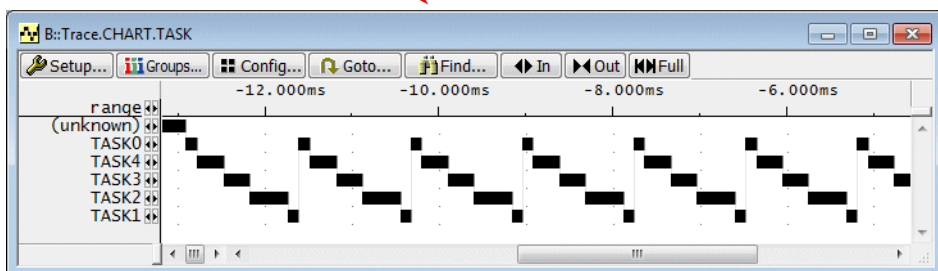 B::Trace.CHART.TASK
Setup... Groups... Config... Goto... Find... In Out Full
-12.000ms -10.000ms -8.000ms -6.000ms
range
(unknown)
TASK0
TASK4
TASK3
TASK2
TASK1